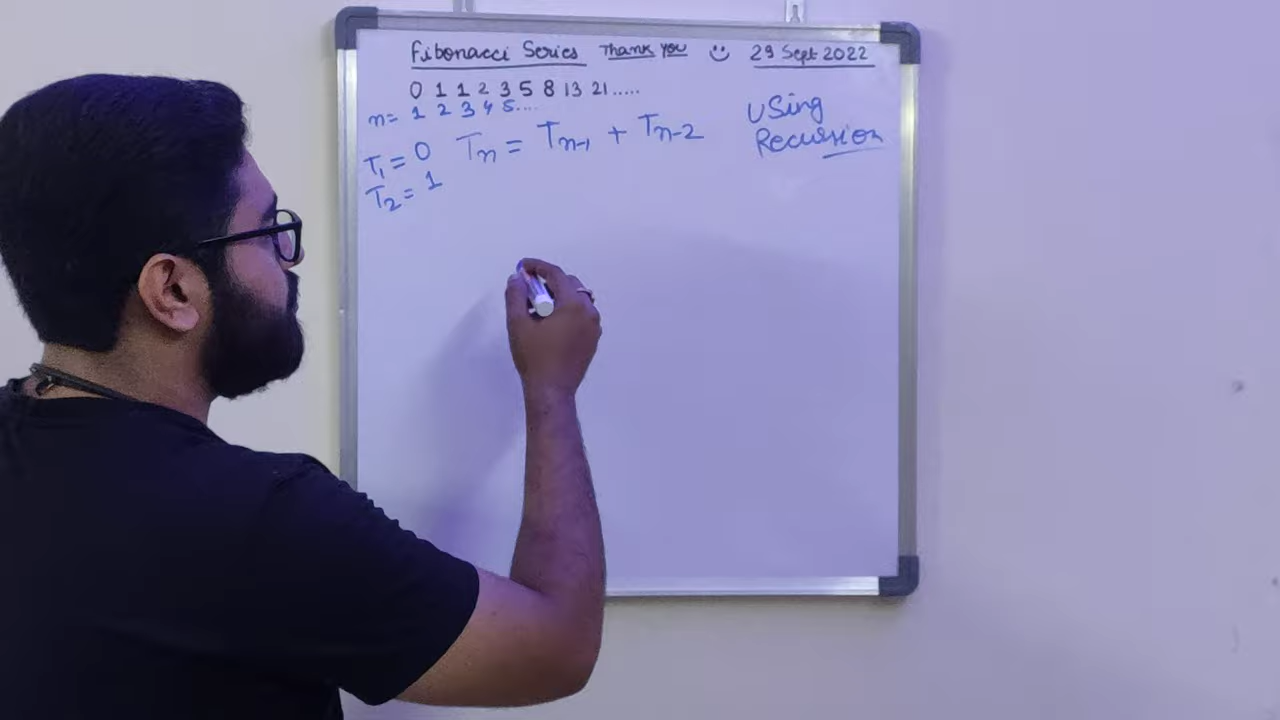 Fibonacci Series Thank you 29 Sept 2022
0 1 1 2 3 5 8 13 21.....
n= 1 2 3 4 5....
Using
Recursion
Tn = Tn-1 + Tn-2
T1 = 0
T2 = 1